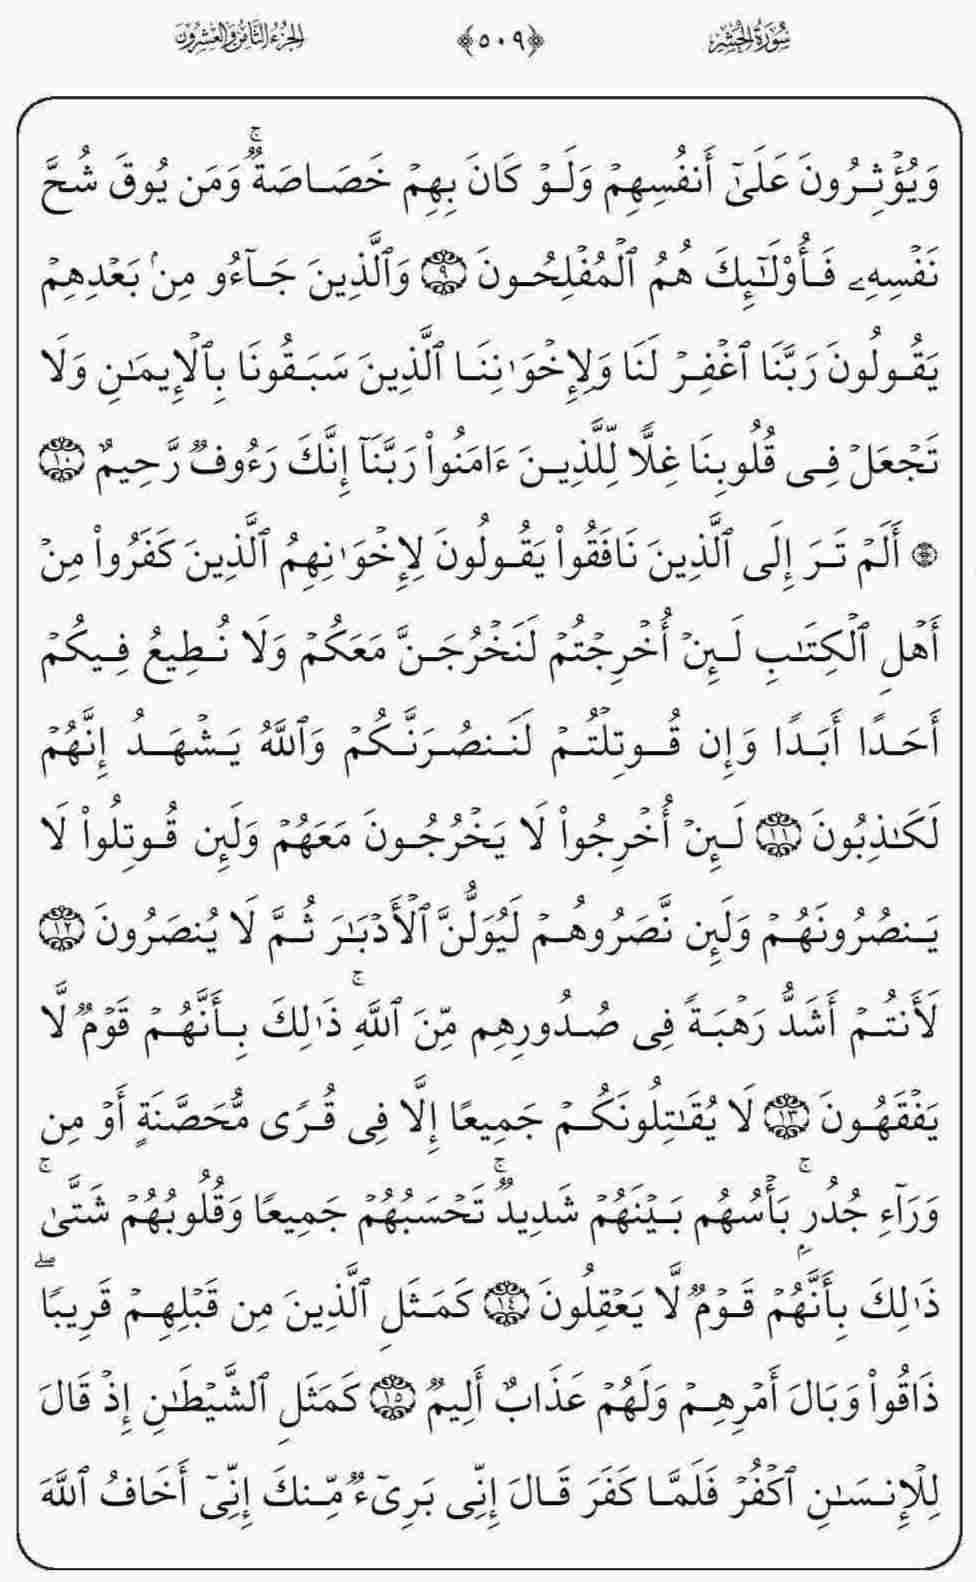 سُورَةُ الحَشْرِ ﴿٥٠٩﴾ الجُزءُ الثَّامِنُ وَالعِشْرُونَ
وَيُؤْثِرُونَ عَلَىٰٓ أَنفُسِهِمْ وَلَوْ كَانَ بِهِمْ خَصَاصَةٌۚ وَمَن يُوقَ شُحَّ
نَفْسِهِۦ فَأُوْلَٰٓئِكَ هُمُ ٱلْمُفْلِحُونَ ۝٩ وَٱلَّذِينَ جَآءُو مِنۢ بَعْدِهِمْ
يَقُولُونَ رَبَّنَا ٱغْفِرْ لَنَا وَلِإِخْوَٰنِنَا ٱلَّذِينَ سَبَقُونَا بِٱلْإِيمَٰنِ وَلَا
تَجْعَلْ فِى قُلُوبِنَا غِلًّا لِّلَّذِينَ ءَامَنُوا۟ رَبَّنَآ إِنَّكَ رَءُوفٌ رَّحِيمٌ ۝١٠
۞ أَلَمْ تَرَ إِلَى ٱلَّذِينَ نَافَقُوا۟ يَقُولُونَ لِإِخْوَٰنِهِمُ ٱلَّذِينَ كَفَرُوا۟ مِنْ
أَهْلِ ٱلْكِتَٰبِ لَئِنْ أُخْرِجْتُمْ لَنَخْرُجَنَّ مَعَكُمْ وَلَا نُطِيعُ فِيكُمْ
أَحَدًا أَبَدًا وَإِن قُوتِلْتُمْ لَنَنصُرَنَّكُمْ وَٱللَّهُ يَشْهَدُ إِنَّهُمْ
لَكَٰذِبُونَ ۝١١ لَئِنْ أُخْرِجُوا۟ لَا يَخْرُجُونَ مَعَهُمْ وَلَئِن قُوتِلُوا۟ لَا
يَنصُرُونَهُمْ وَلَئِن نَّصَرُوهُمْ لَيُوَلُّنَّ ٱلْأَدْبَٰرَ ثُمَّ لَا يُنصَرُونَ ۝١٢
لَأَنتُمْ أَشَدُّ رَهْبَةً فِى صُدُورِهِم مِّنَ ٱللَّهِۚ ذَٰلِكَ بِأَنَّهُمْ قَوْمٌ لَّا
يَفْقَهُونَ ۝١٣ لَا يُقَٰتِلُونَكُمْ جَمِيعًا إِلَّا فِى قُرًى مُّحَصَّنَةٍ أَوْ مِن
وَرَآءِ جُدُرٍۭۚ بَأْسُهُم بَيْنَهُمْ شَدِيدٌۚ تَحْسَبُهُمْ جَمِيعًا وَقُلُوبُهُمْ شَتَّىٰۚ
ذَٰلِكَ بِأَنَّهُمْ قَوْمٌ لَّا يَعْقِلُونَ ۝١٤ كَمَثَلِ ٱلَّذِينَ مِن قَبْلِهِمْ قَرِيبًاۖ
ذَاقُوا۟ وَبَالَ أَمْرِهِمْ وَلَهُمْ عَذَابٌ أَلِيمٌ ۝١٥ كَمَثَلِ ٱلشَّيْطَٰنِ إِذْ قَالَ
لِلْإِنسَٰنِ ٱكْفُرْ فَلَمَّا كَفَرَ قَالَ إِنِّى بَرِىٓءٌ مِّنكَ إِنِّىٓ أَخَافُ ٱللَّهَ